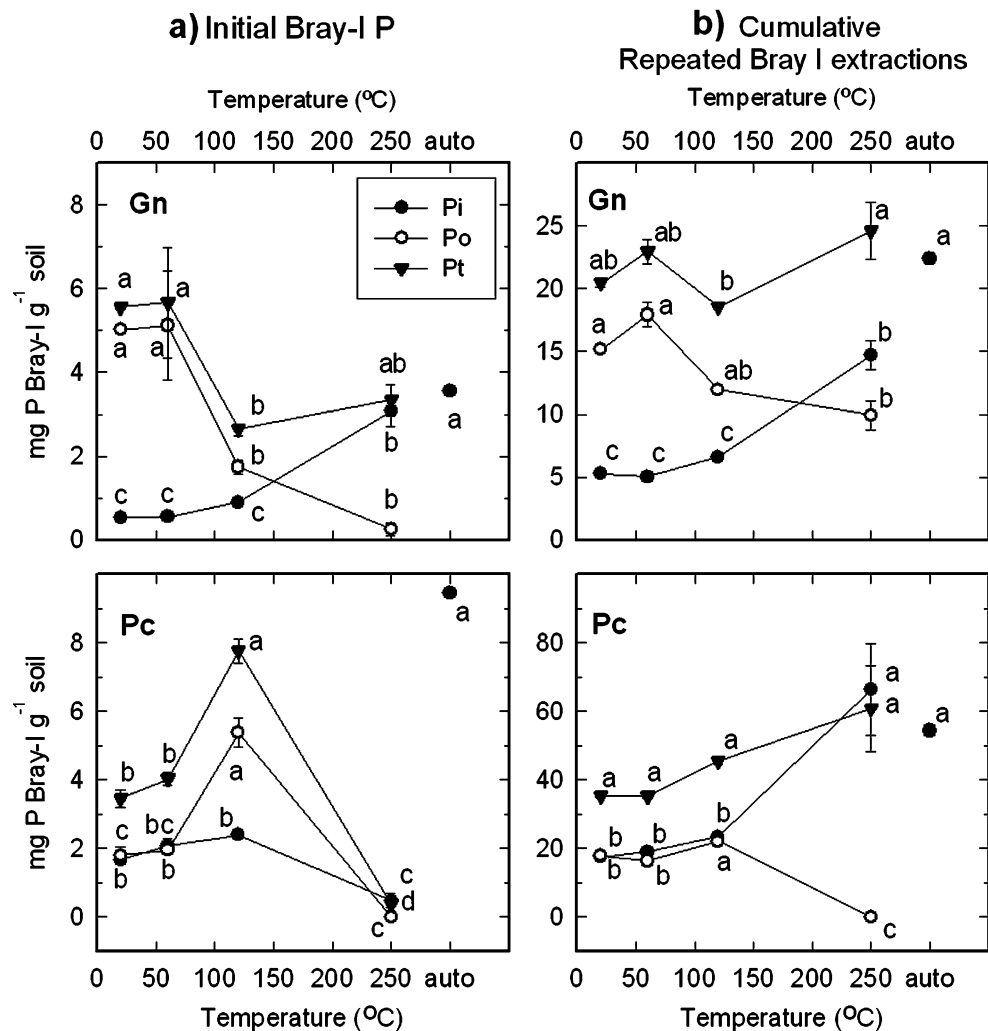 a) Initial Bray-I P
b) Cumulative
Repeated Bray I extractions
Temperature (ºC)
Temperature (ºC)
0 50 100 150 200 250 auto
0 50 100 150 200 250 auto
mg P Bray-I g-1 soil
8
6
4
2
0
Gn
Pi
Po
Pt
a
a
a
a
b
b
ab
b
b
a
c
c
c
25
20
15
10
5
0
Gn
ab
ab
b
a
a
a
a
ab
b
b
c
c
c
mg P Bray-I g-1 soil
8
6
4
2
0
Pc
a
a
b
b
a
b
c
bc
b
b
c
d
c
80
60
40
20
0
Pc
a
a
a
a
a
a
b
b
b
b
b
a
c
0 50 100 150 200 250 auto
0 50 100 150 200 250 auto
Temperature (OC)
Temperature (OC)